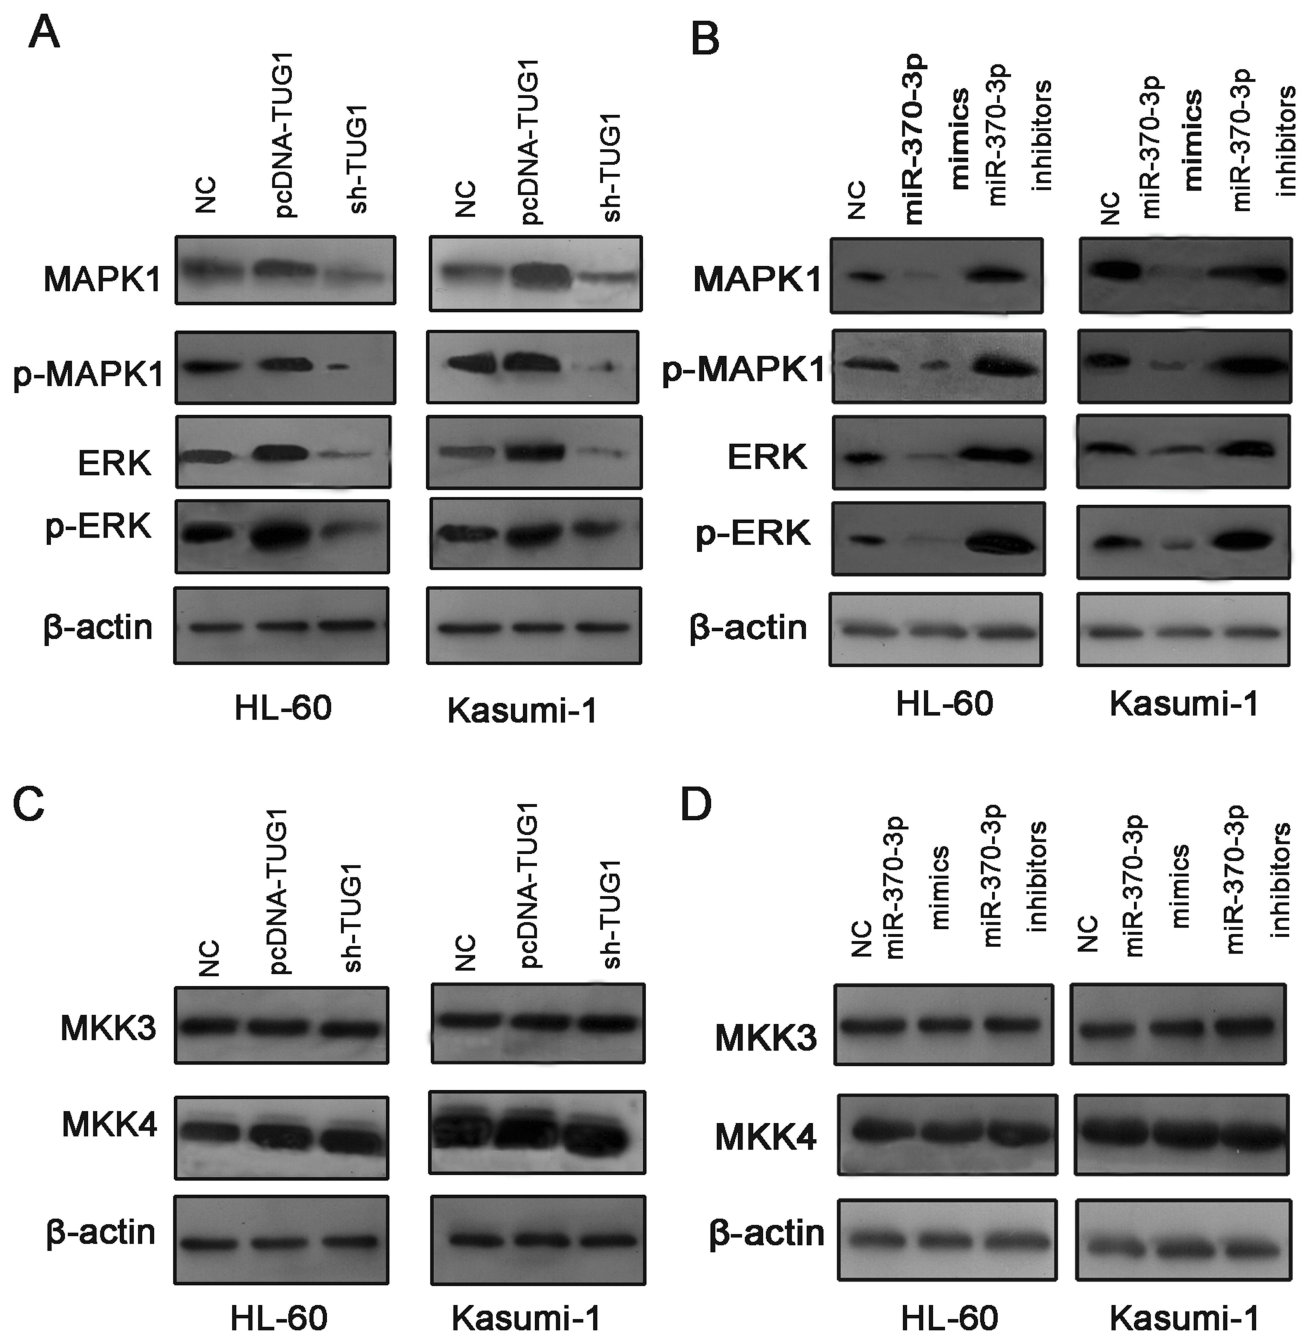 A
NC
pcDNA-TUG1
sh-TUG1
NC
pcDNA-TUG1
sh-TUG1
MAPK1
p-MAPK1
ERK
p-ERK
β-actin
HL-60
Kasumi-1
B
NC
miR-370-3p
mimics
miR-370-3p
inhibitors
NC
miR-370-3p
mimics
miR-370-3p
inhibitors
MAPK1
p-MAPK1
ERK
p-ERK
β-actin
HL-60
Kasumi-1
C
NC
pcDNA-TUG1
sh-TUG1
NC
pcDNA-TUG1
sh-TUG1
MKK3
MKK4
β-actin
HL-60
Kasumi-1
D
NC
miR-370-3p
mimics
miR-370-3p
inhibitors
NC
miR-370-3p
mimics
miR-370-3p
inhibitors
MKK3
MKK4
β-actin
HL-60
Kasumi-1